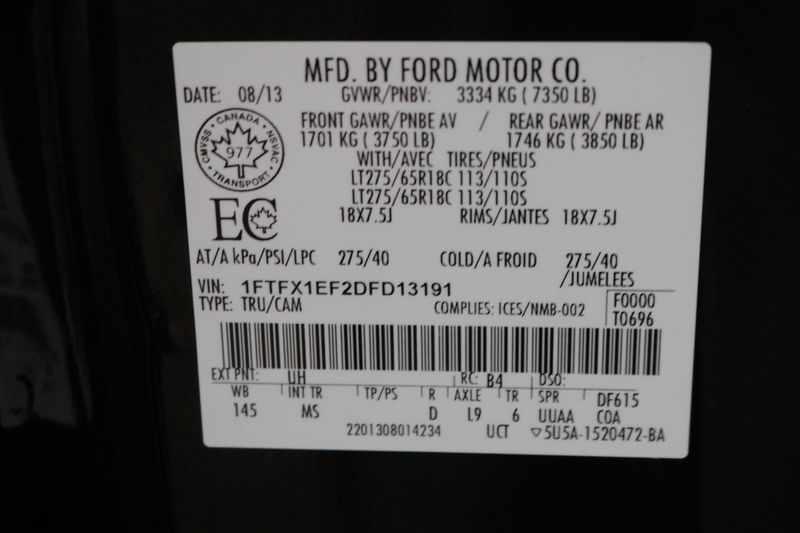 MFD. BY FORD MOTOR CO.
DATE: 08/13 GVWR/PNBV: 3334 KG ( 7350 LB)
FRONT GAWR/PNBE AV / REAR GAWR/ PNBE AR
1701 KG ( 3750 LB) 1746 KG ( 3850 LB)
CANADA
CMVSS NSVAC
977
TRANSPORT
WITH/AVEC TIRES/PNEUS
LT275/65R18C 113/110S
LT275/65R18C 113/110S
EC
18X7.5J RIMS/JANTES 18X7.5J
AT/A kPa/PSI/LPC 275/40 COLD/A FROID 275/40
/JUMELEES
VIN: 1FTFX1EF2DFD13191
TYPE: TRU/CAM COMPLIES: ICES/NMB-002
F0000
T0696
EXT PNT: UH RC: B4 DSO:
WB INT TR TP/PS R AXLE TR SPR DF615
145 MS D L9 6 UUAA COA
2201308014234 UCT ▽5U5A-1520472-BA